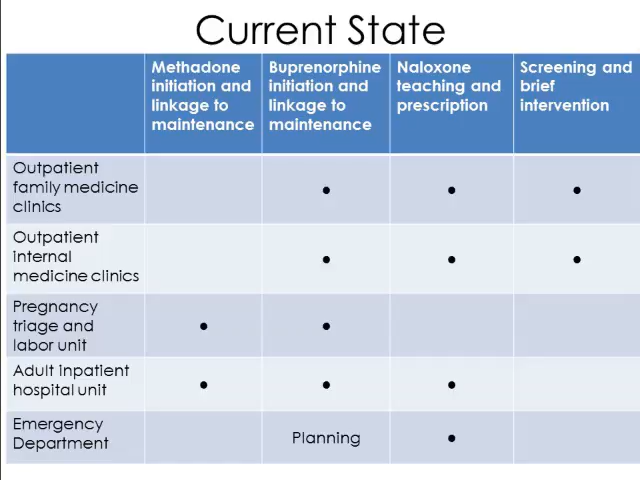 Current State
Methadone initiation and linkage to maintenance
Buprenorphine initiation and linkage to maintenance
Naloxone teaching and prescription
Screening and brief intervention
Outpatient family medicine clinics
•
•
•
Outpatient internal medicine clinics
•
•
•
Pregnancy triage and labor unit
•
•
Adult inpatient hospital unit
•
•
•
Emergency Department
Planning
•